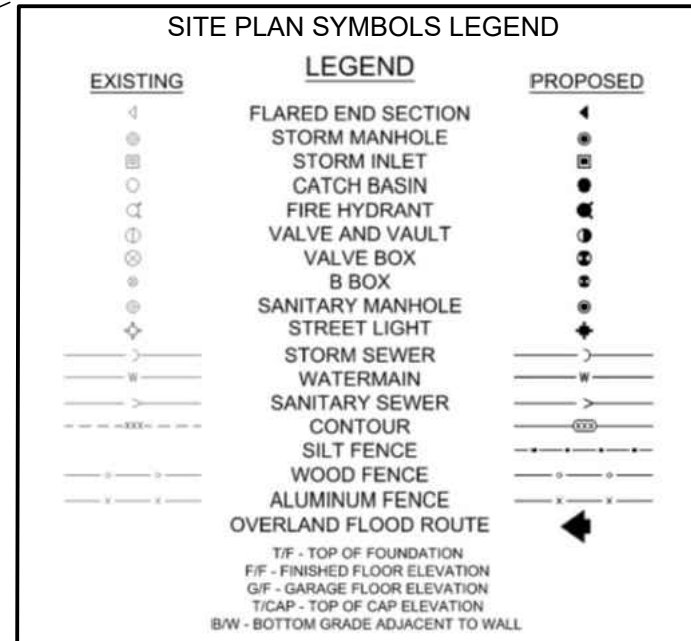 SITE PLAN SYMBOLS LEGEND
LEGEND
EXISTING PROPOSED
FLARED END SECTION
STORM MANHOLE
STORM INLET
CATCH BASIN
FIRE HYDRANT
VALVE AND VAULT
VALVE BOX
B BOX
SANITARY MANHOLE
STREET LIGHT
STORM SEWER
W WATERMAIN W
SANITARY SEWER
XXX CONTOUR XXX
SILT FENCE
WOOD FENCE
x x ALUMINUM FENCE x x
OVERLAND FLOOD ROUTE
T/F - TOP OF FOUNDATION
F/F - FINISHED FLOOR ELEVATION
G/F - GARAGE FLOOR ELEVATION
T/CAP - TOP OF CAP ELEVATION
B/W - BOTTOM GRADE ADJACENT TO WALL